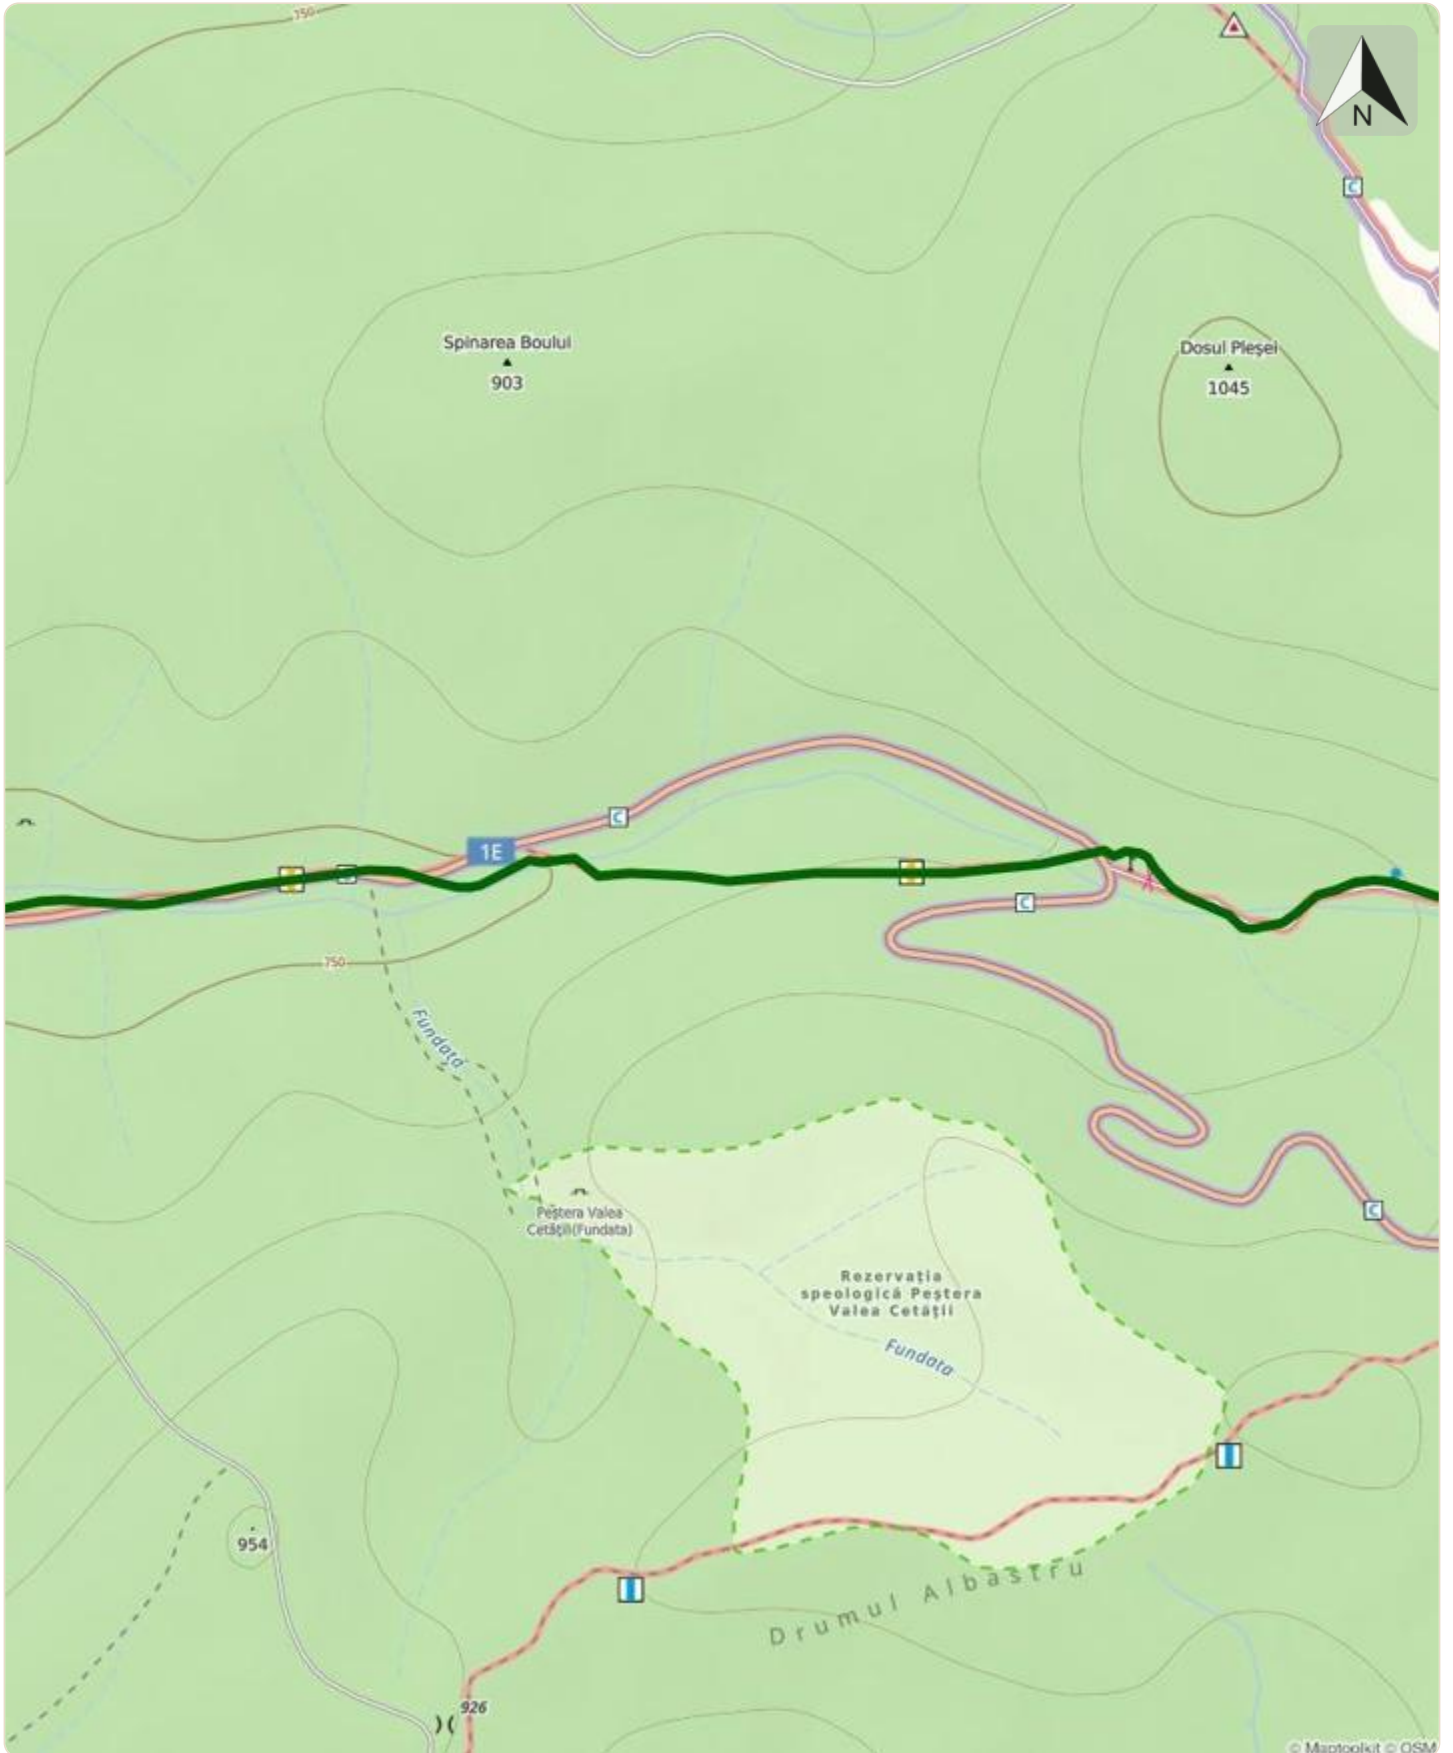 750
N
C
Spinarea Boului
903
Dosul Pleșei
1045
C
1E
C
C
750
Fundata
Peștera Valea
Cetății(Fundata)
C
Rezervația
speologică Peștera
Valea Cetății
Fundata
954
Drumul Albastru
926
© Maptoolkit © OSM